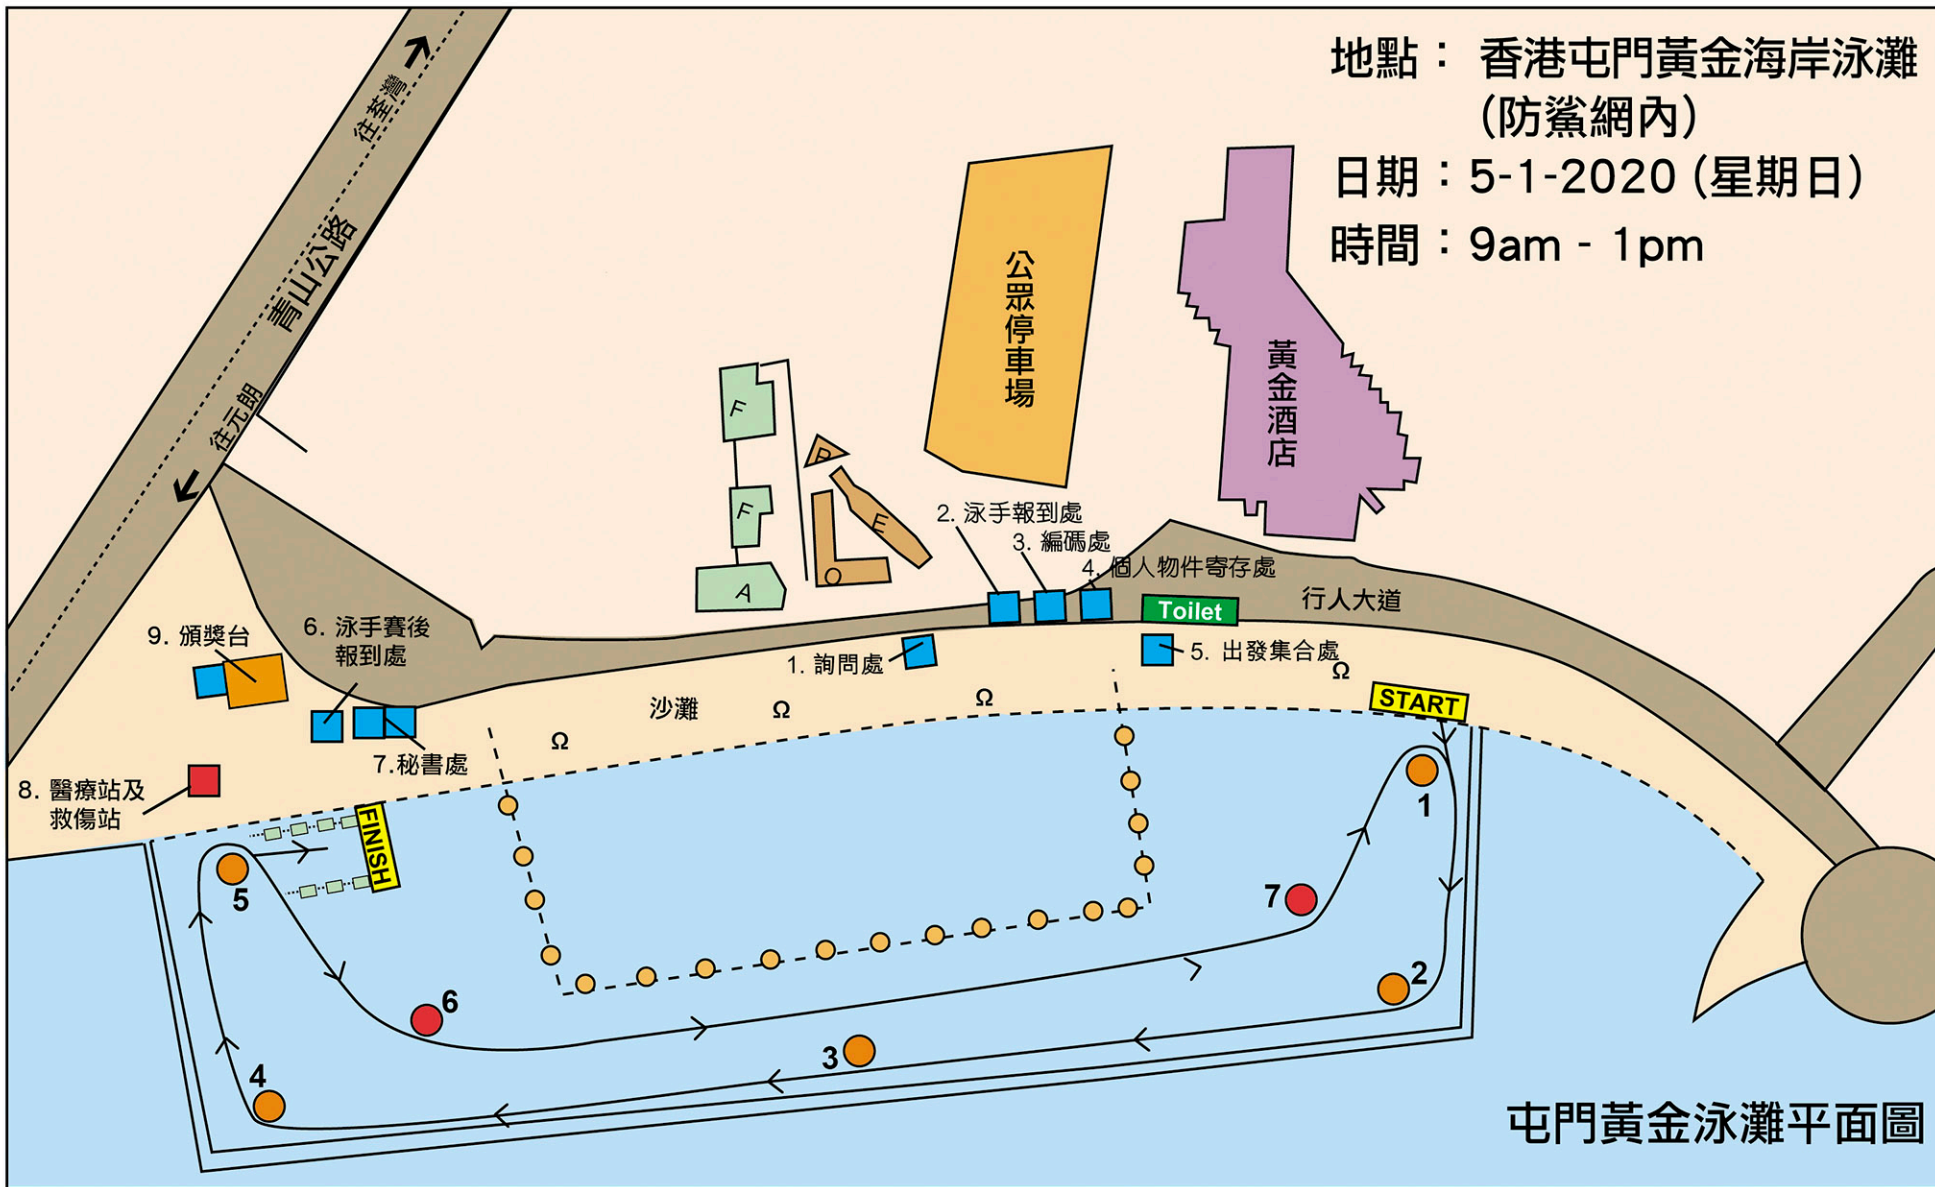 地點： 香港屯門黃金海岸泳灘
(防鯊網內)
日期：5-1-2020 (星期日)
時間：9am - 1pm
往荃灣
青山公路
往元朗
公眾停車場
黃金酒店
F
F
A
P
E
O
2. 泳手報到處
3. 編碼處
4. 個人物件寄存處
Toilet
行人大道
1. 詢問處
5. 出發集合處
9. 頒獎台
6. 泳手賽後
報到處
7.秘書處
8. 醫療站及
救傷站
沙灘
Ω
Ω
Ω
Ω
START
FINISH
1
2
3
4
5
6
7
屯門黃金泳灘平面圖